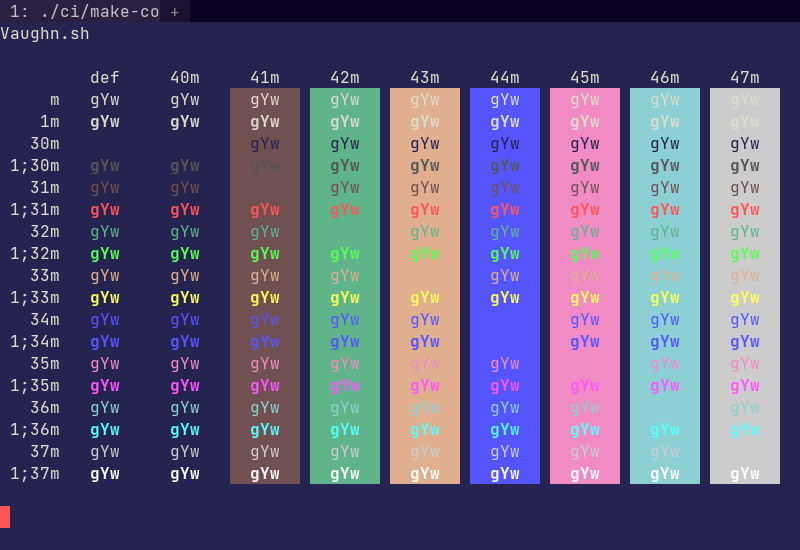 1: ./ci/make-co +
Vaughn.sh
def 40m 41m 42m 43m 44m 45m 46m 47m
m gYw gYw gYw gYw gYw gYw gYw gYw gYw
1m gYw gYw gYw gYw gYw gYw gYw gYw gYw
30m gYw gYw gYw gYw gYw gYw gYw
1;30m gYw gYw gYw gYw gYw gYw gYw gYw gYw
31m gYw gYw gYw gYw gYw gYw gYw gYw
1;31m gYw gYw gYw gYw gYw gYw gYw gYw gYw
32m gYw gYw gYw gYw gYw gYw gYw gYw
1;32m gYw gYw gYw gYw gYw gYw gYw gYw gYw
33m gYw gYw gYw gYw gYw gYw gYw gYw
1;33m gYw gYw gYw gYw gYw gYw gYw gYw gYw
34m gYw gYw gYw gYw gYw gYw gYw gYw
1;34m gYw gYw gYw gYw gYw gYw gYw gYw
35m gYw gYw gYw gYw gYw gYw gYw gYw
1;35m gYw gYw gYw gYw gYw gYw gYw gYw gYw
36m gYw gYw gYw gYw gYw gYw gYw gYw
1;36m gYw gYw gYw gYw gYw gYw gYw gYw gYw
37m gYw gYw gYw gYw gYw gYw gYw gYw
1;37m gYw gYw gYw gYw gYw gYw gYw gYw gYw